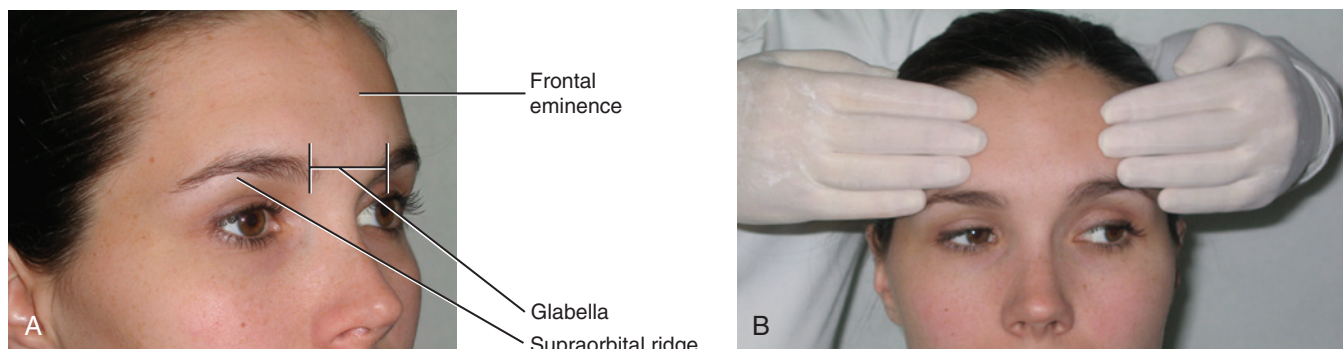 Frontal
eminence
Glabella
Supraorbital ridge
A
B